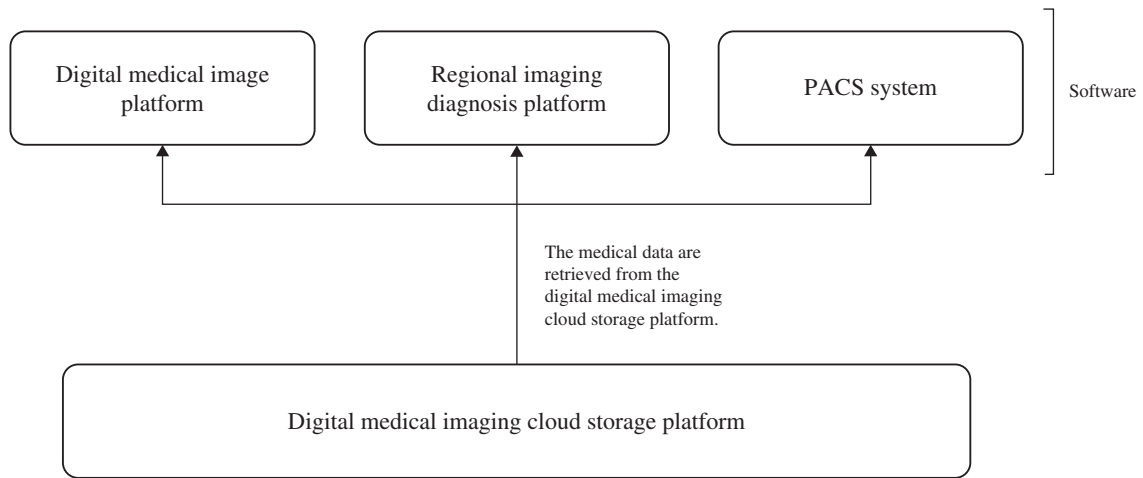 Digital medical image
platform
Regional imaging
diagnosis platform
PACS system
Software
The medical data are
retrieved from the
digital medical imaging
cloud storage platform.
Digital medical imaging cloud storage platform